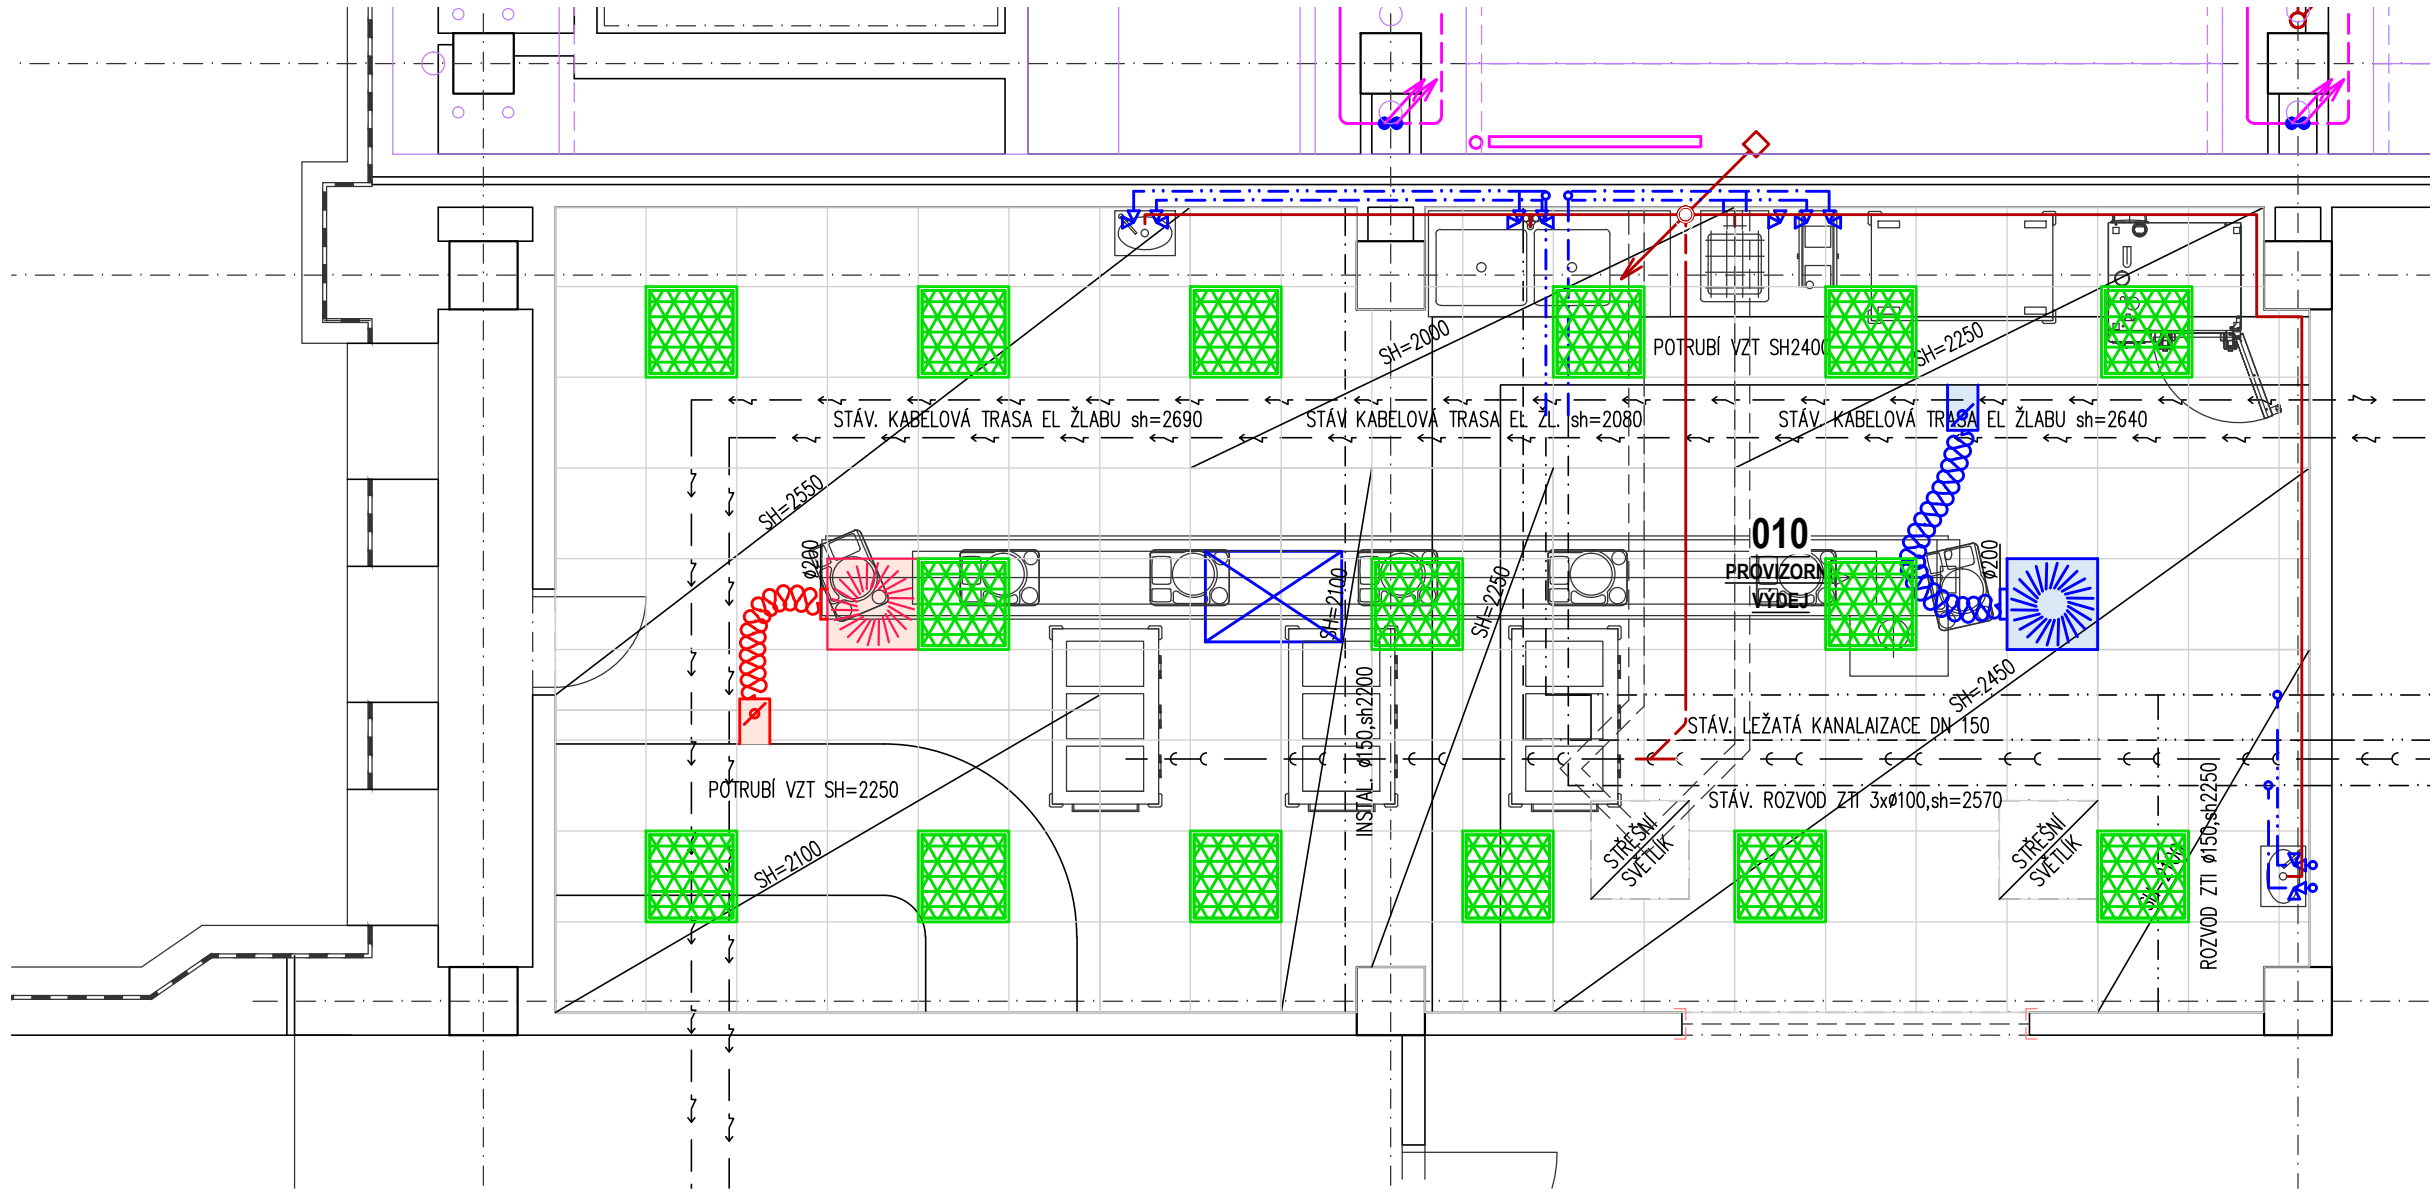 SH=2000
POTRUBÍ VZT SH2400
SH=2250
STÁV. KABELOVÁ TRASA EL ŽLABU sh=2690
STÁV KABELOVÁ TRASA EL ŽL. sh=2080
STÁV. KABELOVÁ TRASA EL ŽLABU sh=2640
SH=2550
ø200
SH=2100
SH=2250
010
PROVIZORNÍ
VÝDEJ
ø200
SH=2450
INSTAL. ø150,sh2200
STÁV. LEŽATÁ KANALAIZACE DN 150
POTRUBÍ VZT SH=2250
STÁV. ROZVOD ZTI 3xø100,sh=2570
ROZVOD ZTI ø150,sh2250
SH=2100
STŘEŠNÍ
SVĚTLÍK
STŘEŠNÍ
SVĚTLÍK